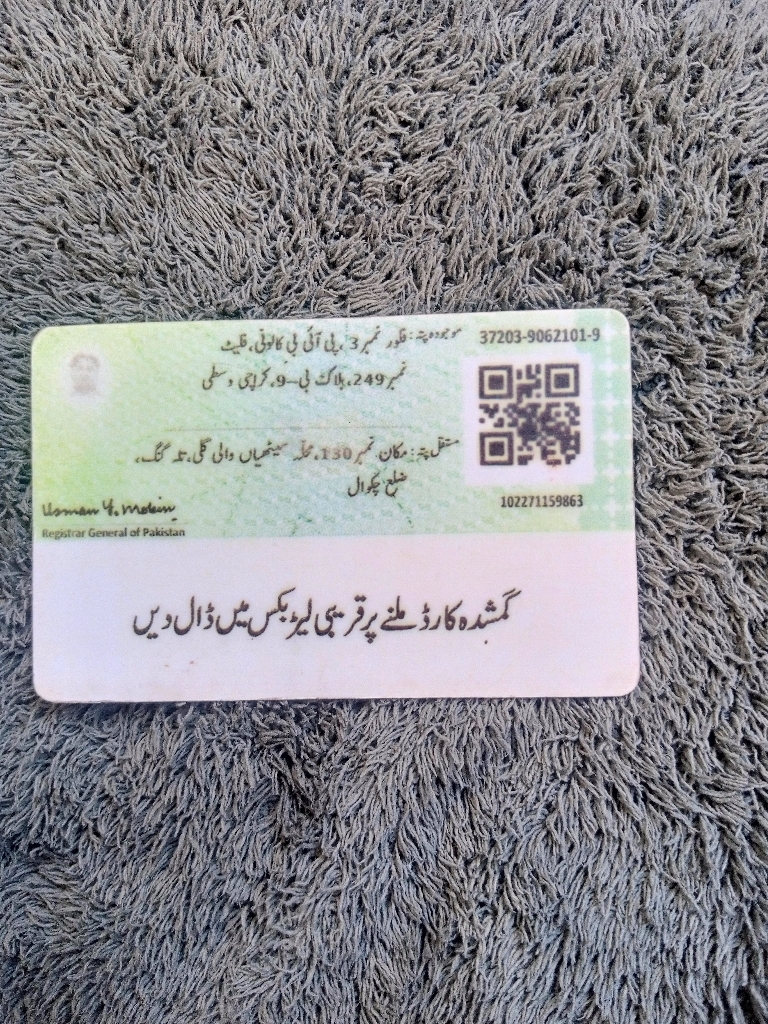 موجودہ پتہ: فلور نمبر 3، پی آئی بی کالونی، فلیٹ
نمبر 249، بلاک بی-9، کراچی وسطی
37203-9062101-9
مستقل پتہ: مکان نمبر 130، محلہ سیٹھیاں والی گلی، تلہ گنگ،
ضلع چکوال
102271159863
Usman Y. Mobin
Registrar General of Pakistan
گمشدہ کارڈ ملنے پر قریبی لیٹر بکس میں ڈال دیں